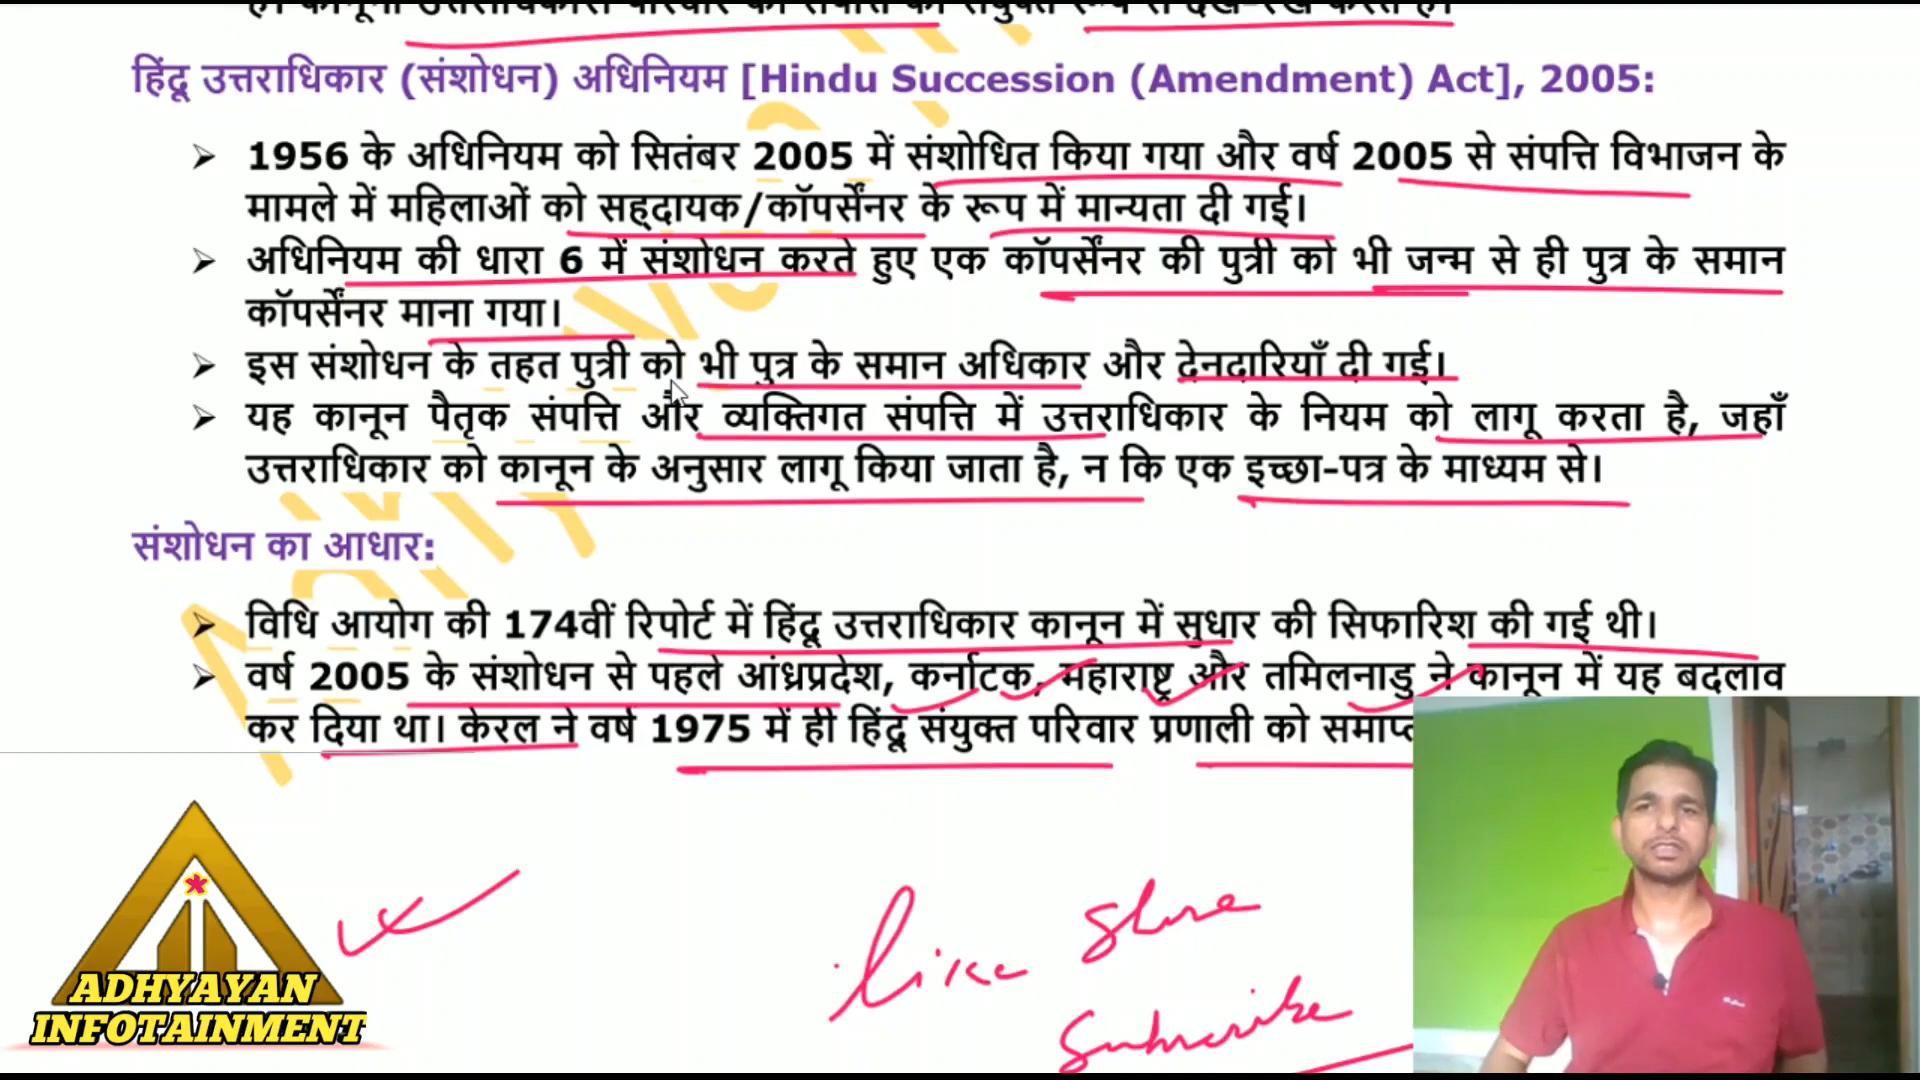 हिंदू उत्तराधिकार (संशोधन) अधिनियम [Hindu Succession (Amendment) Act], 2005:
➢ 1956 के अधिनियम को सितंबर 2005 में संशोधित किया गया और वर्ष 2005 से संपत्ति विभाजन के
मामले में महिलाओं को सह्दायक/कॉपर्सेंनर के रूप में मान्यता दी गई।
➢ अधिनियम की धारा 6 में संशोधन करते हुए एक कॉपर्सेंनर की पुत्री को भी जन्म से ही पुत्र के समान
कॉपर्सेंनर माना गया।
➢ इस संशोधन के तहत पुत्री को भी पुत्र के समान अधिकार और देनदारियाँ दी गई।
➢ यह कानून पैतृक संपत्ति और व्यक्तिगत संपत्ति में उत्तराधिकार के नियम को लागू करता है, जहाँ
उत्तराधिकार को कानून के अनुसार लागू किया जाता है, न कि एक इच्छा-पत्र के माध्यम से।
संशोधन का आधार:
➢ विधि आयोग की 174वीं रिपोर्ट में हिंदू उत्तराधिकार कानून में सुधार की सिफारिश की गई थी।
➢ वर्ष 2005 के संशोधन से पहले आंध्रप्रदेश, कर्नाटक, महाराष्ट्र और तमिलनाडु ने कानून में यह बदलाव
कर दिया था। केरल ने वर्ष 1975 में ही हिंदू संयुक्त परिवार प्रणाली को समाप्त
like share
subscribe
ADHYAYAN
INFOTAINMENT